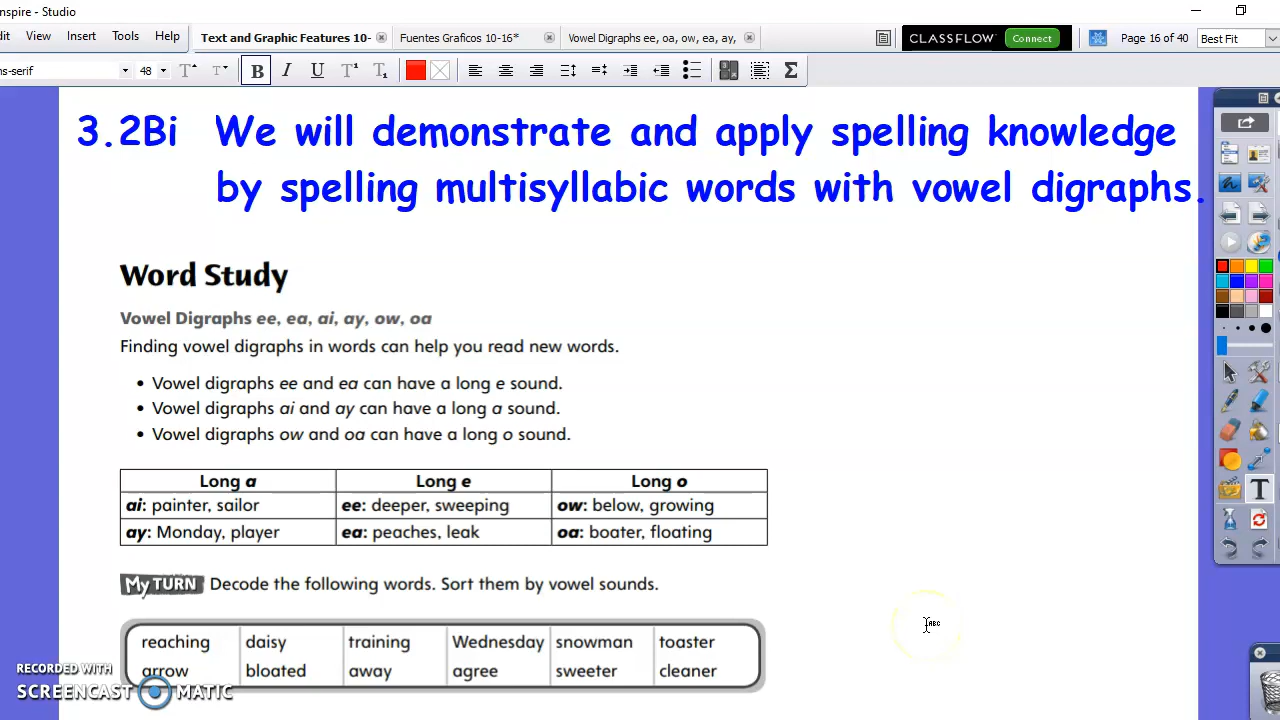 nspire - Studio
dit View Insert Tools Help
Text and Graphic Features 10- Fuentes Graficos 10-16* Vowel Digraphs ee, oa, ow, ea, ay,
CLASSFLOW Connect
Page 16 of 40 Best Fit
ns-serif 48 T T B I U T¹ T₁ Σ
3.2Bi We will demonstrate and apply spelling knowledge
by spelling multisyllabic words with vowel digraphs.
Word Study
Vowel Digraphs ee, ea, ai, ay, ow, oa
Finding vowel digraphs in words can help you read new words.
• Vowel digraphs ee and ea can have a long e sound.
• Vowel digraphs ai and ay can have a long a sound.
• Vowel digraphs ow and oa can have a long o sound.
Long a Long e Long o
ai: painter, sailor ee: deeper, sweeping ow: below, growing
ay: Monday, player ea: peaches, leak oa: boater, floating
My TURN Decode the following words. Sort them by vowel sounds.
reaching daisy training Wednesday snowman toaster
arrow bloated away agree sweeter cleaner
ABC
RECORDED WITH
SCREENCAST MATIC